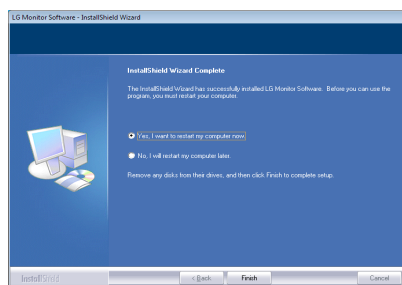 LG Monitor Software - InstallShield Wizard
InstallShield Wizard Complete
The InstallShield Wizard has successfully installed LG Monitor Software. Before you can use the
program, you must restart your computer.
Yes, I want to restart my computer now.
No, I will restart my computer later.
Remove any disks from their drives, and then click Finish to complete setup.
InstallShield
< Back
Finish
Cancel